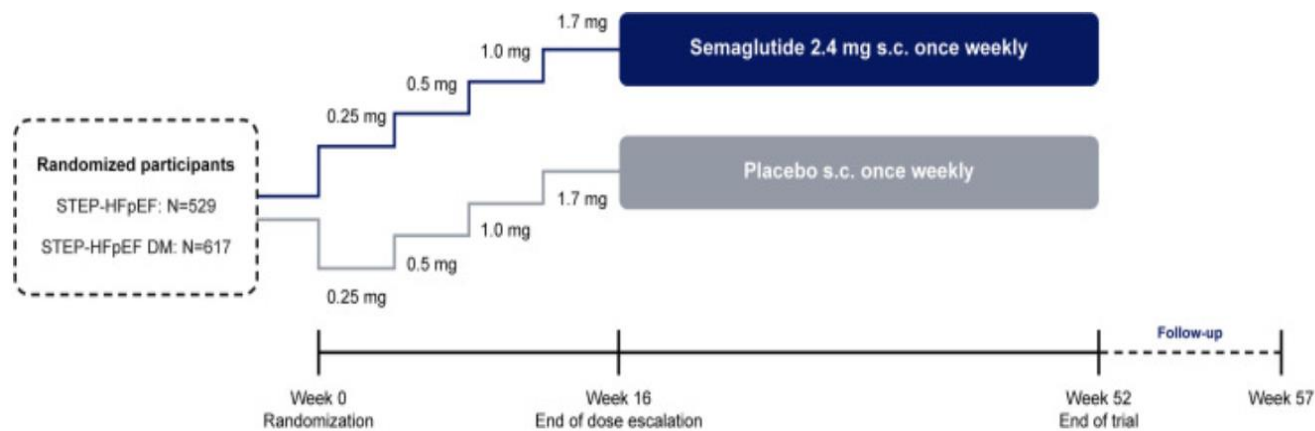 1.7 mg
1.0 mg
0.5 mg
0.25 mg
Semaglutide 2.4 mg s.c. once weekly
Randomized participants
STEP-HFpEF: N=529
STEP-HFpEF DM: N=617
Placebo s.c. once weekly
1.7 mg
1.0 mg
0.5 mg
0.25 mg
Follow-up
Week 0
Randomization
Week 16
End of dose escalation
Week 52
End of trial
Week 57